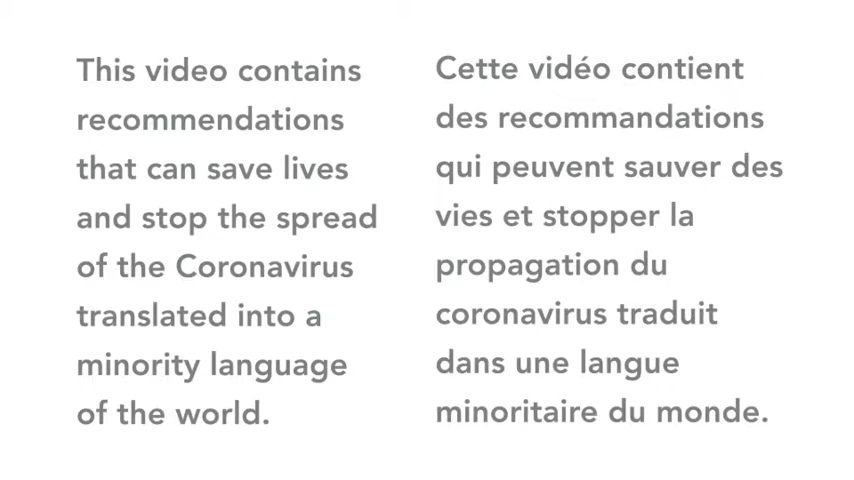 This video contains
recommendations
that can save lives
and stop the spread
of the Coronavirus
translated into a
minority language
of the world.
Cette vidéo contient
des recommandations
qui peuvent sauver des
vies et stopper la
propagation du
coronavirus traduit
dans une langue
minoritaire du monde.